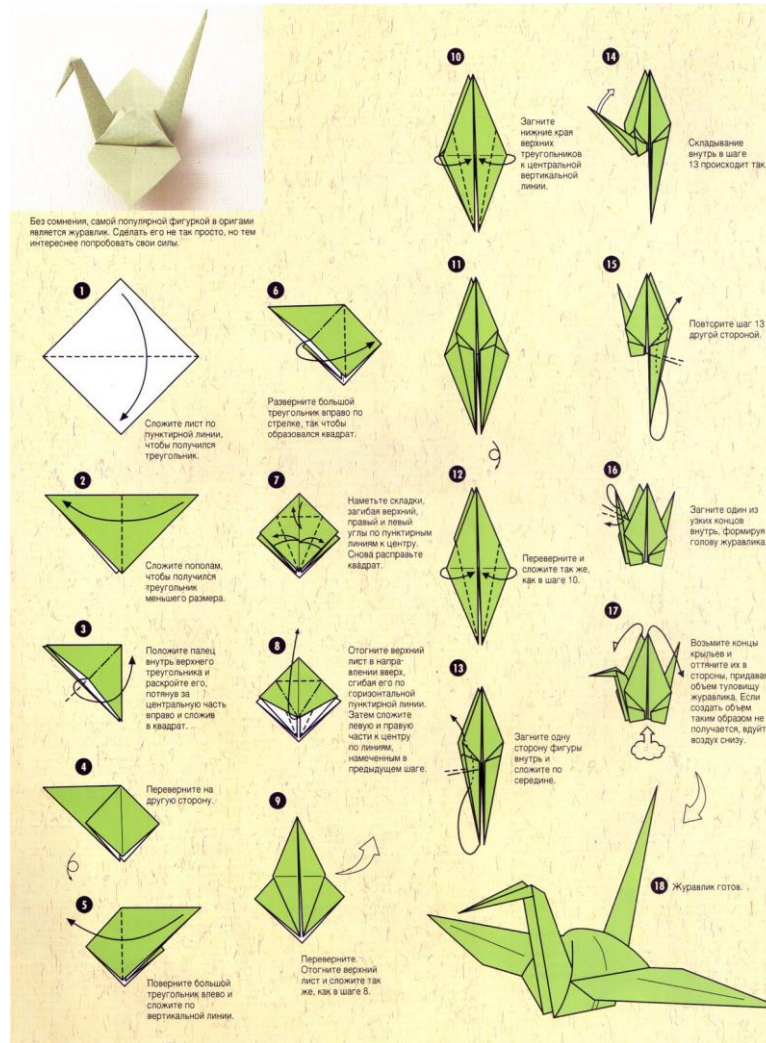 Без сомнения, самой популярной фигуркой в оригами
является журавлик. Сделать его не так просто, но тем
интереснее попробовать свои силы.
1
Сложите лист по
пунктирной линии,
чтобы получился
треугольник.
2
Сложите пополам,
чтобы получился
треугольник
меньшего размера.
3
Положите палец
внутрь верхнего
треугольника и
раскройте его,
потянув за
центральную часть
вправо и сложив
в квадрат.
4
Переверните на
другую сторону.
5
Поверните большой
треугольник влево и
сложите по
вертикальной линии.
6
Разверните большой
треугольник вправо по
стрелке, так чтобы
образовался квадрат.
7
Наметьте складки,
загибая верхний,
правый и левый
углы по пунктирным
линиям к центру.
Снова расправьте
квадрат.
8
Отогните верхний
лист в направ-
лении вверх,
сгибая его по
горизонтальной
пунктирной линии.
Затем сложите
левую и правую
части к центру
по линиям,
намеченным в
предыдущем шаге.
9
Переверните.
Отогните верхний
лист и сложите так
же, как в шаге 8.
10
Загните
нижние края
верхних
треугольников
к центральной
вертикальной
линии.
11
12
Переверните и
сложите так же,
как в шаге 10.
13
Загните одну
сторону фигуры
внутрь и
сложите по
середине.
14
Складывание
внутрь в шаге
13 происходит так.
15
Повторите шаг 13
другой стороной.
16
Загните один из
узких концов
внутрь, формируя
голову журавлика.
17
Возьмите концы
крыльев и
оттяните их в
стороны, придавая
объем туловищу
журавлика. Если
создать объем
таким образом не
получается, вдуйте
воздух снизу.
18 Журавлик готов.